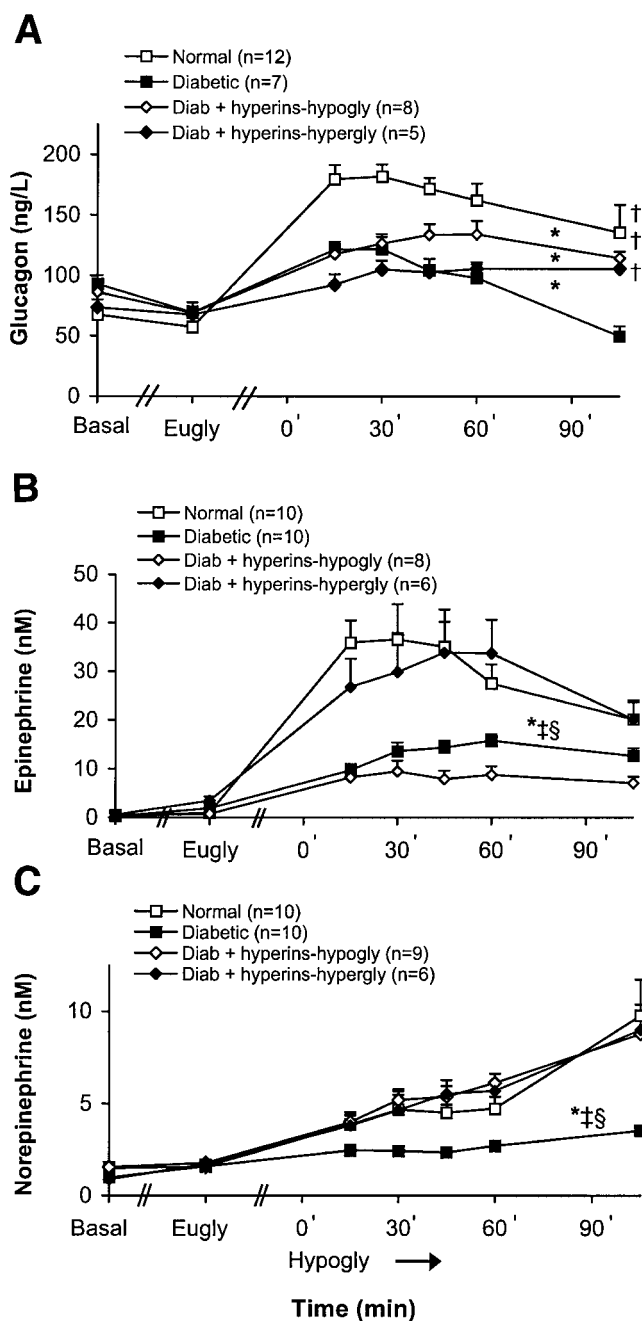 A
Normal (n=12)
Diabetic (n=7)
Diab + hyperins-hypogly (n=8)
Diab + hyperins-hypergly (n=5)
Glucagon (ng/L)
200
150
100
50
0
†
†
†
*
*
*
Basal // Eugly // 0' 30' 60' 90'
B
Normal (n=10)
Diabetic (n=10)
Diab + hyperins-hypogly (n=8)
Diab + hyperins-hypergly (n=6)
Epinephrine (nM)
50
40
30
20
10
0
*‡§
Basal // Eugly // 0' 30' 60' 90'
C
Normal (n=10)
Diabetic (n=10)
Diab + hyperins-hypogly (n=9)
Diab + hyperins-hypergly (n=6)
Norepinephrine (nM)
10
5
0
*‡§
Basal // Eugly // 0' 30' 60' 90'
Hypogly →
Time (min)